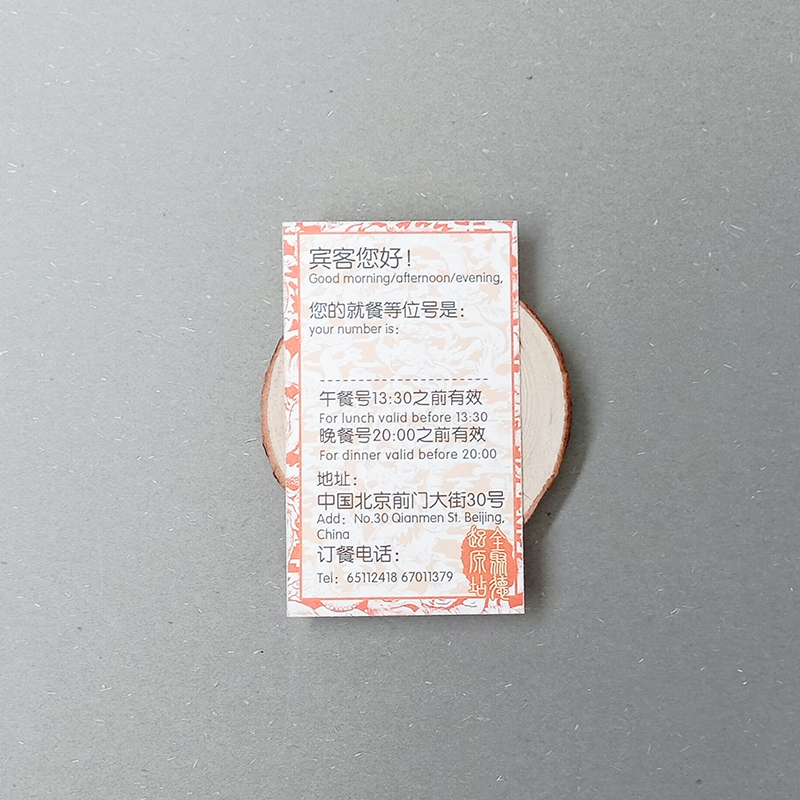 宾客您好！
Good morning/afternoon/evening,
您的就餐等位号是：
your number is:
午餐号13:30之前有效
For lunch valid before 13:30
晚餐号20:00之前有效
For dinner valid before 20:00
地址：
中国北京前门大街30号
Add: No.30 Qianmen St. Beijing,
China
订餐电话：
Tel: 65112418 67011379
全聚德
起原店